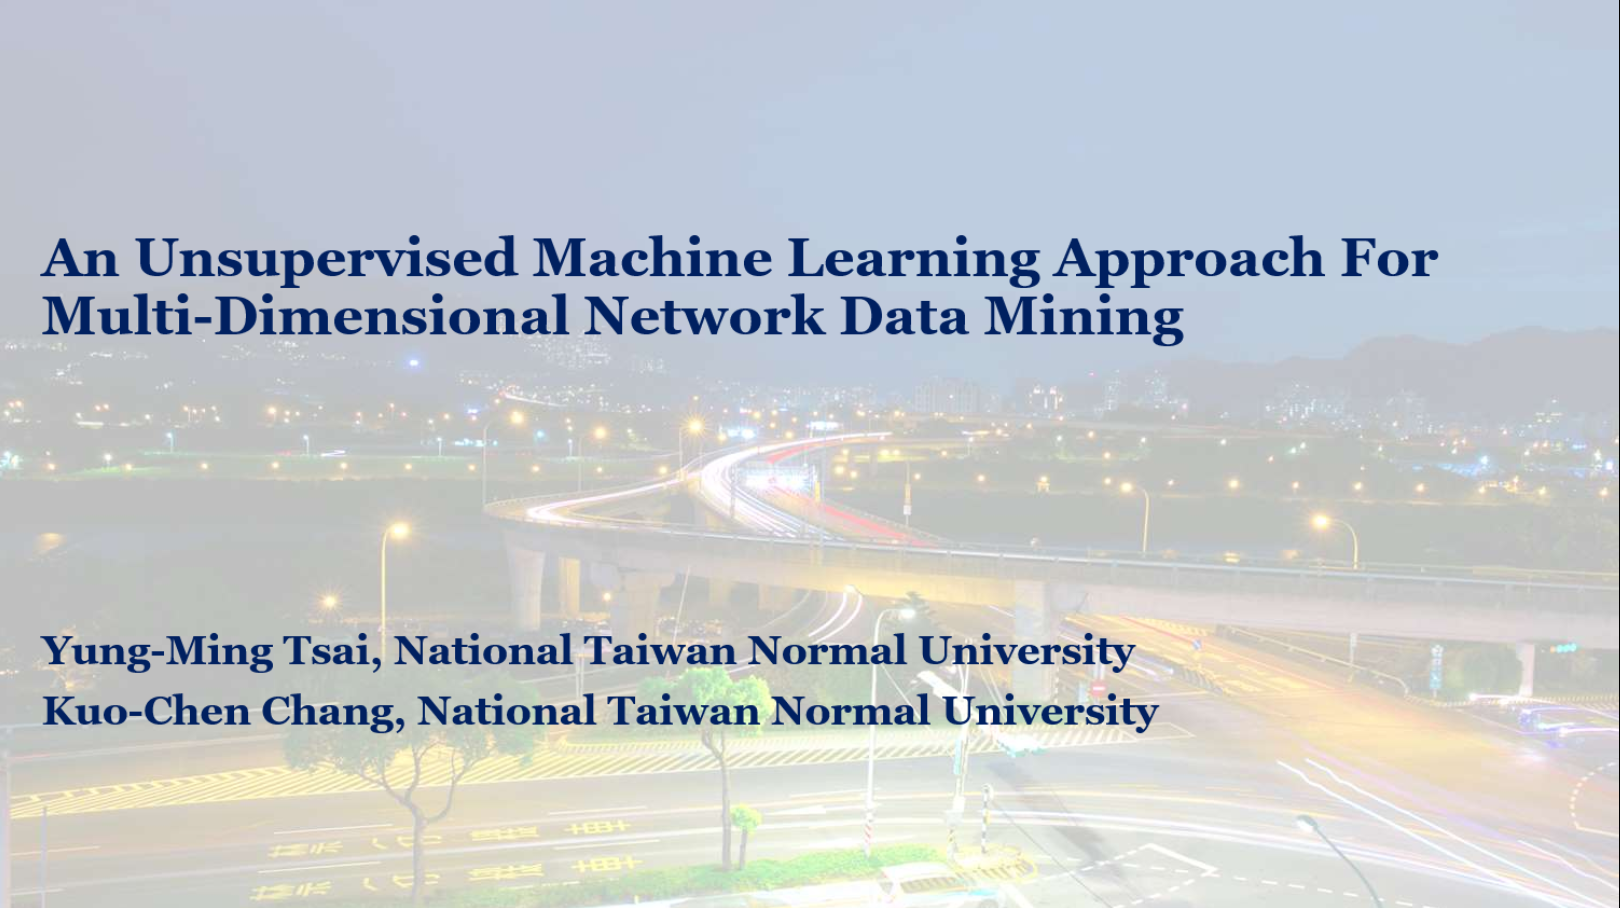 An Unsupervised Machine Learning Approach For
Multi-Dimensional Network Data Mining
Yung-Ming Tsai, National Taiwan Normal University
Kuo-Chen Chang, National Taiwan Normal University